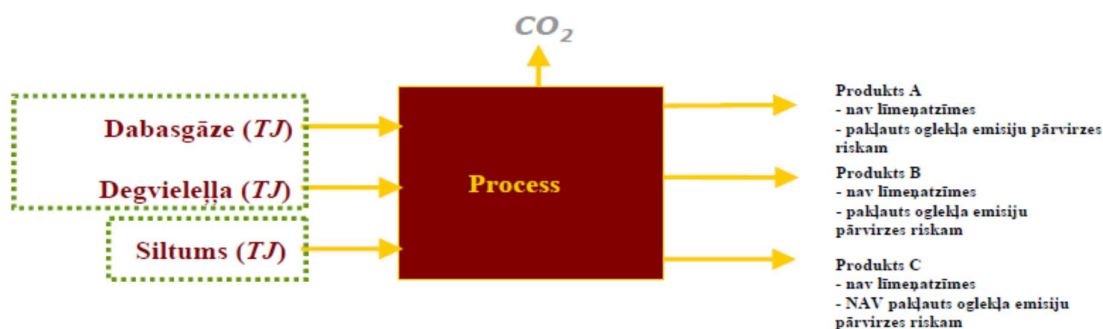 CO2
Dabasgāze (TJ)
Degvieleļļa (TJ)
Siltums (TJ)
Process
Produkts A
- nav līmeņatzīmes
- pakļauts oglekļa emisiju pārvirzes
riskam
Produkts B
- nav līmeņatzīmes
- pakļauts oglekļa emisiju
pārvirzes riskam
Produkts C
- nav līmeņatzīmes
- NAV pakļauts oglekļa emisiju
pārvirzes riskam